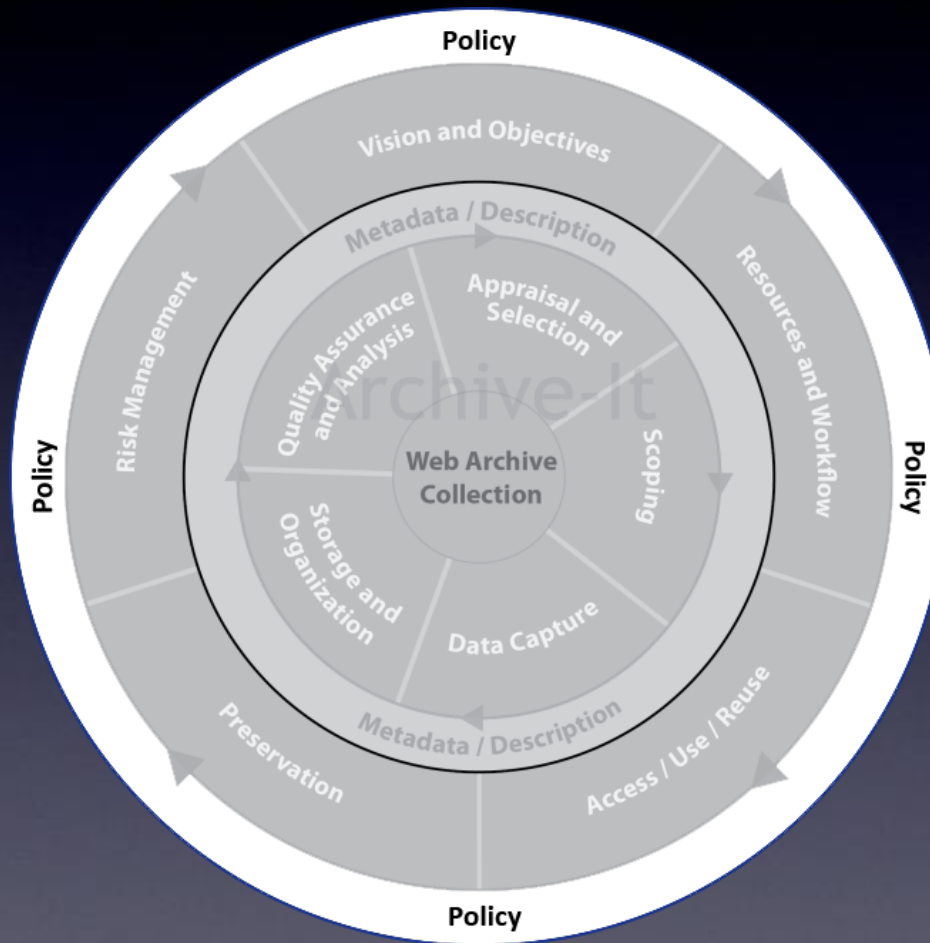 Policy
Vision and Objectives
Metadata / Description
Appraisal and
Selection
Quality Assurance
and Analysis
Risk Management
Resources and Workflow
Archive-It
Scoping
Web Archive
Collection
Policy
Policy
Storage and
Organization
Data Capture
Metadata / Description
Preservation
Access / Use / Reuse
Policy